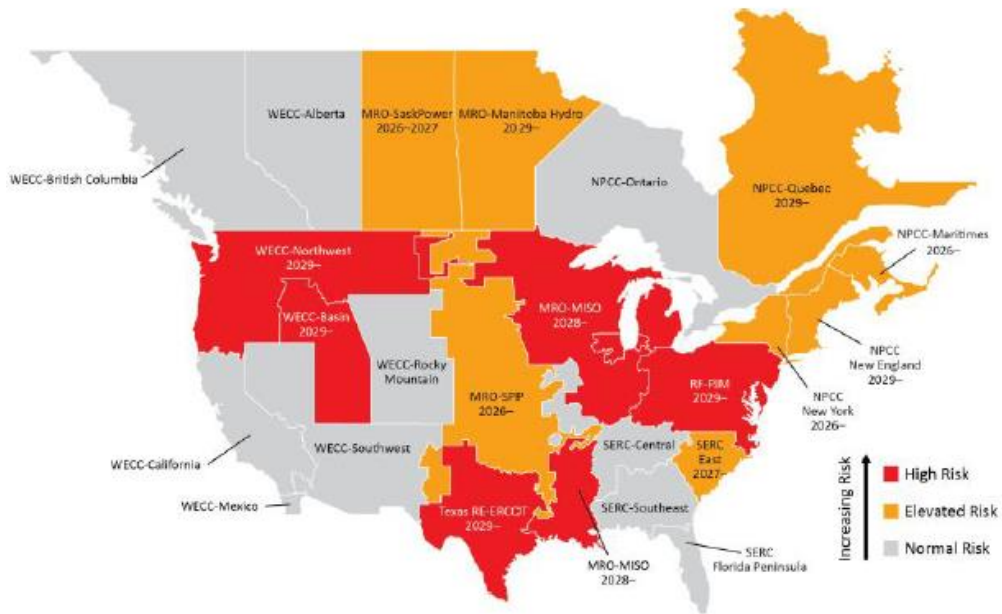 WECC-Alberta
MRO-SaskPower
2026–2027
MRO-Manitoba Hydro
2029–
WECC-British Columbia
NPCC-Ontario
NPCC-Quebec
2029–
NPCC-Maritimes
2026–
WECC-Northwest
2029–
WECC-Basin
2029–
MRO-MISO
2028–
WECC-Rocky
Mountain
RF-PJM
2029–
NPCC
New England
2029–
MRO-SPP
2026–
NPCC
New York
2026–
WECC-Southwest
SERC-Central
SERC
East
2027–
WECC-California
WECC-Mexico
Texas RE-ERCOT
2029–
SERC-Southeast
MRO-MISO
2028–
SERC
Florida Peninsula
Increasing Risk
High Risk
Elevated Risk
Normal Risk